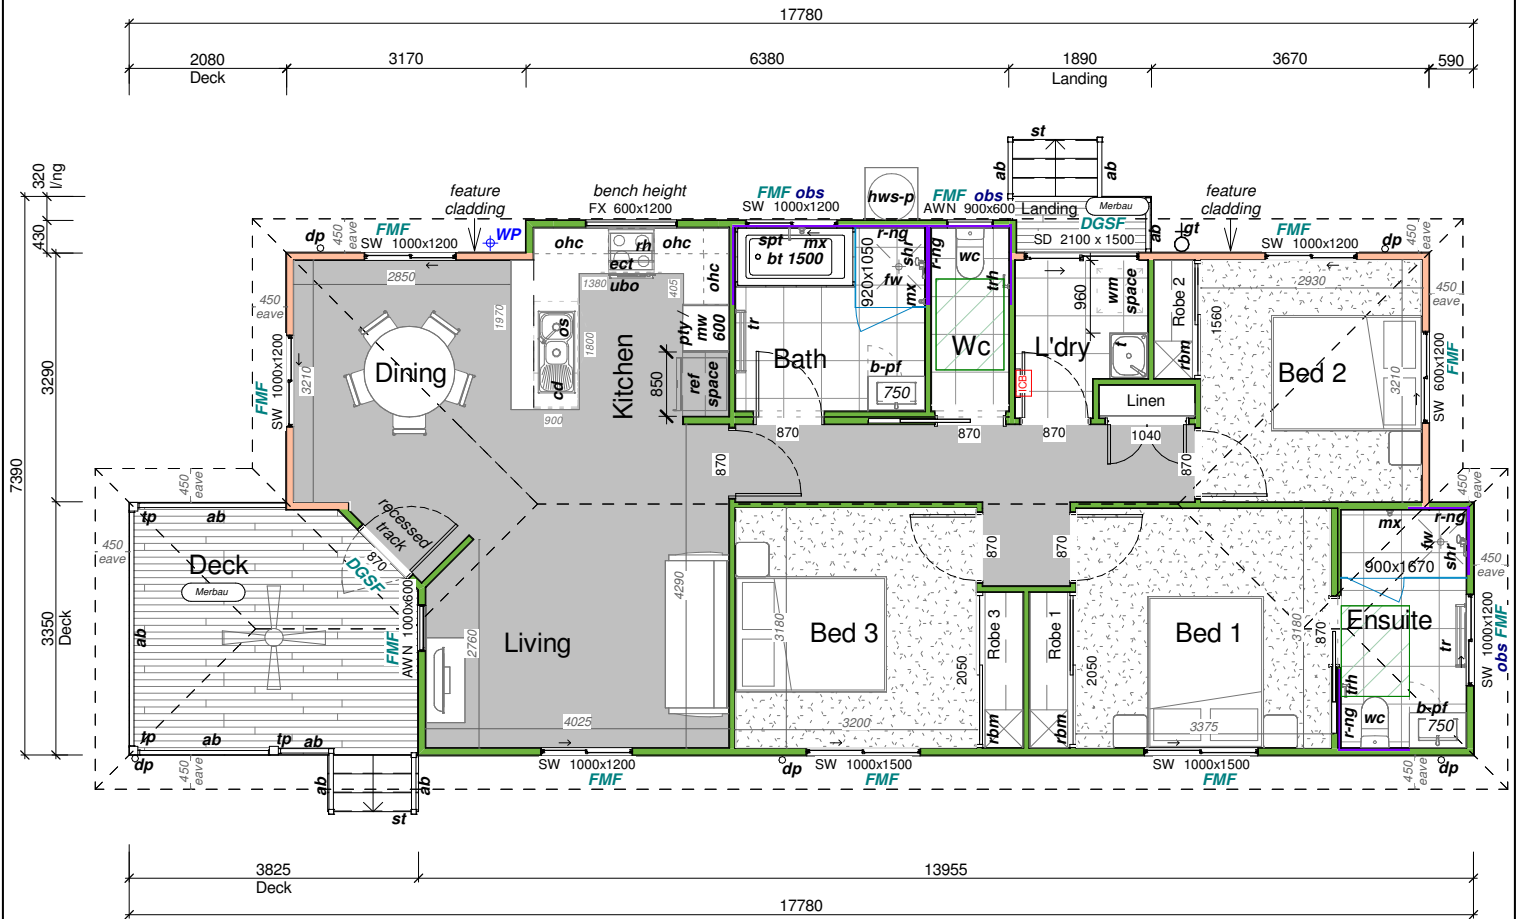 17780
2080
Deck
3170
6380
1890
Landing
3670
590
320
l/ng
430
3290
7390
3350
Deck
st
ab
ab
feature
cladding
bench height
FX 600x1200
FMF obs
SW 1000x1200
hws-p
FMF obs
AWN 900x600
Landing
Merbau
DGSF
SD 2100 x 1500
ab
lgt
feature
cladding
dp
450
eave
FMF
SW 1000x1200
WP
FMF
SW 1000x1200
dp
450
eave
2850
1970
3210
450
eave
FMF
SW 1000x1200
Dining
ohc
rh
ohc
ect
ubo
1380
405
ohc
1800
os
cd
900
Kitchen
pty /
mw
600
850
ref
space
spt
mx
bt 1500
r-ng
shr
fw
mx
920x1050
tr
Bath
b-pf
750
r-ng
wc
trh
Wc
960
wm
space
L'dry
t
ICB
Linen
1040
Robe 2
rbm
1560
2930
Bed 2
3210
450
eave
SW 600x1200
FMF
870
870
870
870
870
450
eave
tp
ab
450
eave
Deck
Merbau
ab
recessed
track
870
DGSF
FMF
AWN 1000x600
tp
ab
tp
ab
dp
450
eave
ab
ab
st
Living
2760
4290
4025
SW 1000x1200
FMF
3180
Bed 3
3200
870
870
2050
Robe 3
rbm
Robe 1
rbm
2050
dp
SW 1000x1500
FMF
Bed 1
3180
3375
SW 1000x1500
FMF
870
mx
r-ng
fw
shr
900x1670
Ensuite
tr
trh
r-ng
wc
b-pf
750
450
eave
450
eave
SW 1000x1200
obs FMF
450
eave
dp
3825
Deck
13955
17780